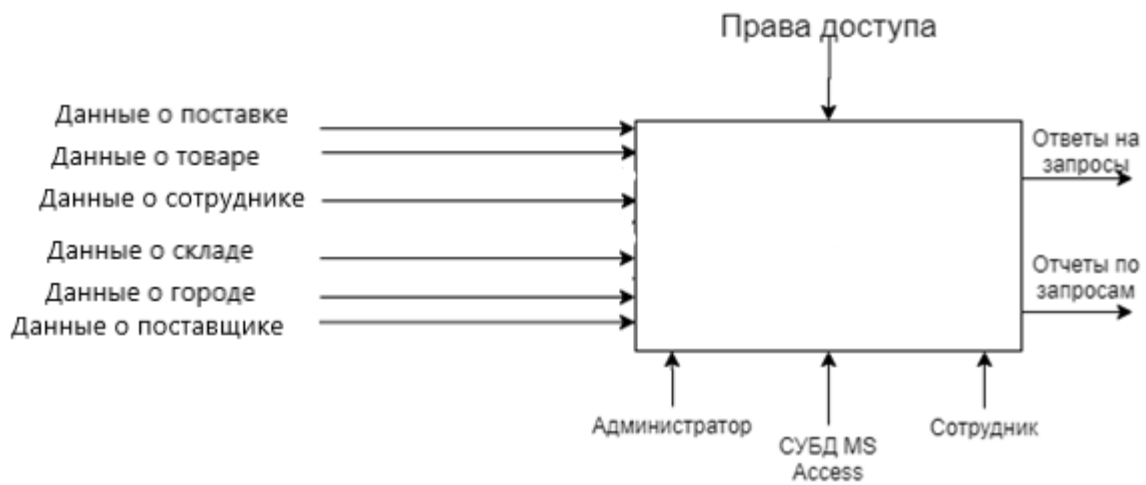 Права доступа
Данные о поставке
Данные о товаре
Данные о сотруднике
Данные о складе
Данные о городе
Данные о поставщике
Ответы на
запросы
Отчеты по
запросам
Администратор
СУБД MS
Access
Сотрудник